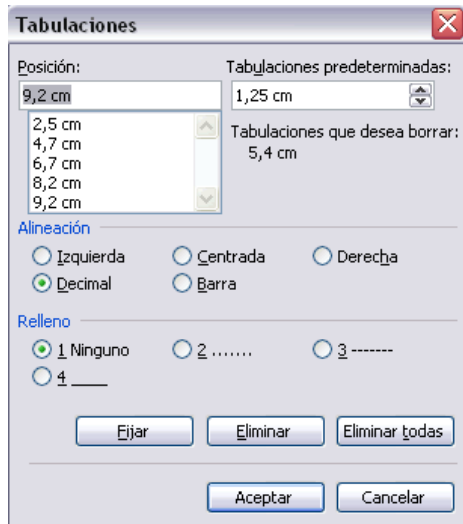 Tabulaciones
Posición: Tabulaciones predeterminadas:
9,2 cm 1,25 cm
2,5 cm
4,7 cm
6,7 cm
8,2 cm
9,2 cm
Tabulaciones que desea borrar:
5,4 cm
Alineación
Izquierda Centrada Derecha
Decimal Barra
Relleno
1 Ninguno 2 ....... 3 -------
4 ____
Fijar Eliminar Eliminar todas
Aceptar Cancelar